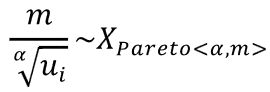 m / ᵅ√uᵢ ~ X_Pareto<α,m>